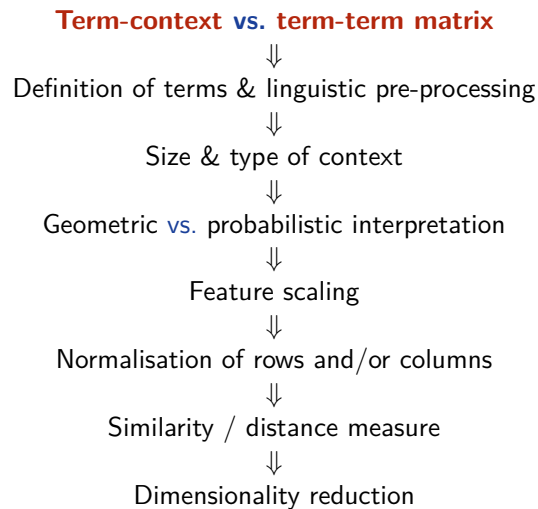 Term-context vs. term-term matrix
⇓
Definition of terms & linguistic pre-processing
⇓
Size & type of context
⇓
Geometric vs. probabilistic interpretation
⇓
Feature scaling
⇓
Normalisation of rows and/or columns
⇓
Similarity / distance measure
⇓
Dimensionality reduction